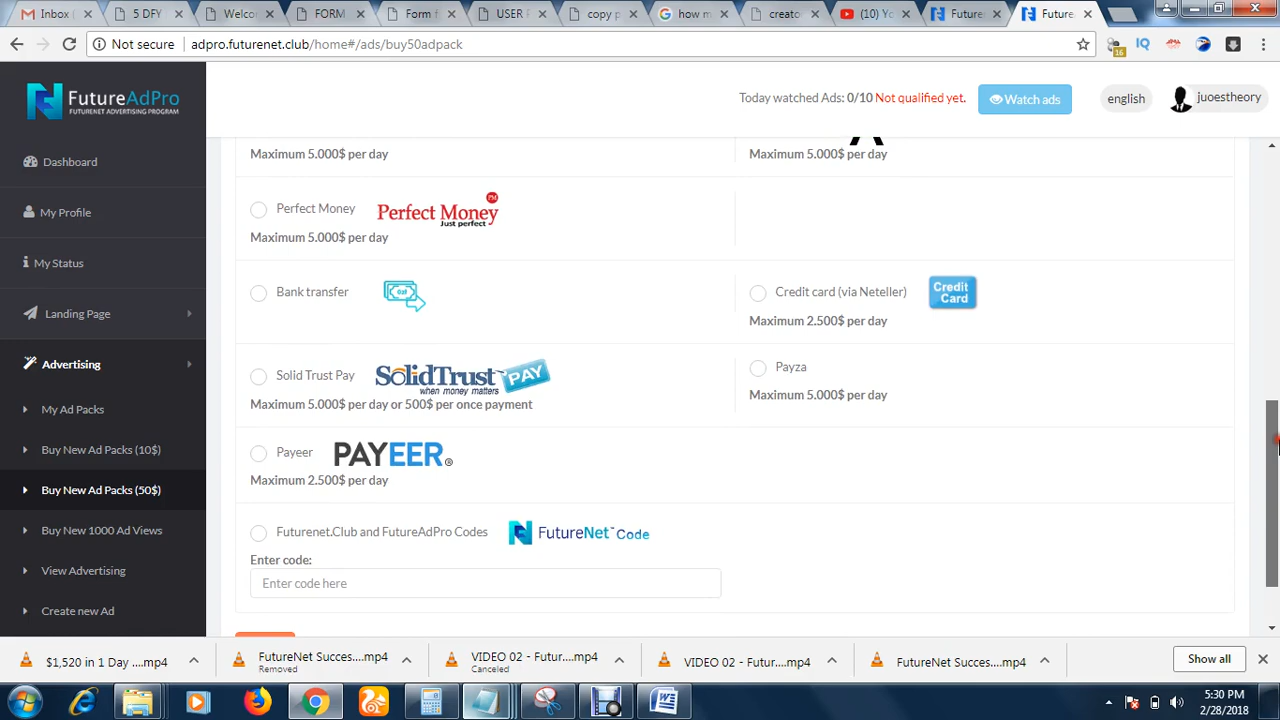 Inbox (
5 DFY
Welco
FORM
Form f
USER F
copy p
how m
creato
(10) Yo
Future
Future
Not secure
adpro.futurenet.club/home#/ads/buy50adpack
16
IQ
FutureAdPro
FUTURENET ADVERTISING PROGRAM
Today watched Ads: 0/10 Not qualified yet.
Watch ads
english
juoestheory
Dashboard
My Profile
My Status
Landing Page
Advertising
My Ad Packs
Buy New Ad Packs (10$)
Buy New Ad Packs (50$)
Buy New 1000 Ad Views
View Advertising
Create new Ad
Maximum 5.000$ per day
Maximum 5.000$ per day
Perfect Money
Perfect Money
PM
Just perfect
Maximum 5.000$ per day
Bank transfer
Credit card (via Neteller)
Credit
Card
Maximum 2.500$ per day
Solid Trust Pay
SolidTrust PAY
when money matters
Maximum 5.000$ per day or 500$ per once payment
Payza
Maximum 5.000$ per day
Payeer
PAYEER®
Maximum 2.500$ per day
Futurenet.Club and FutureAdPro Codes
FutureNet™Code
Enter code:
Enter code here
$1,520 in 1 Day ....mp4
FutureNet Succes....mp4
Removed
VIDEO 02 - Futur....mp4
Canceled
VIDEO 02 - Futur....mp4
FutureNet Succes....mp4
Show all
5:30 PM
2/28/2018